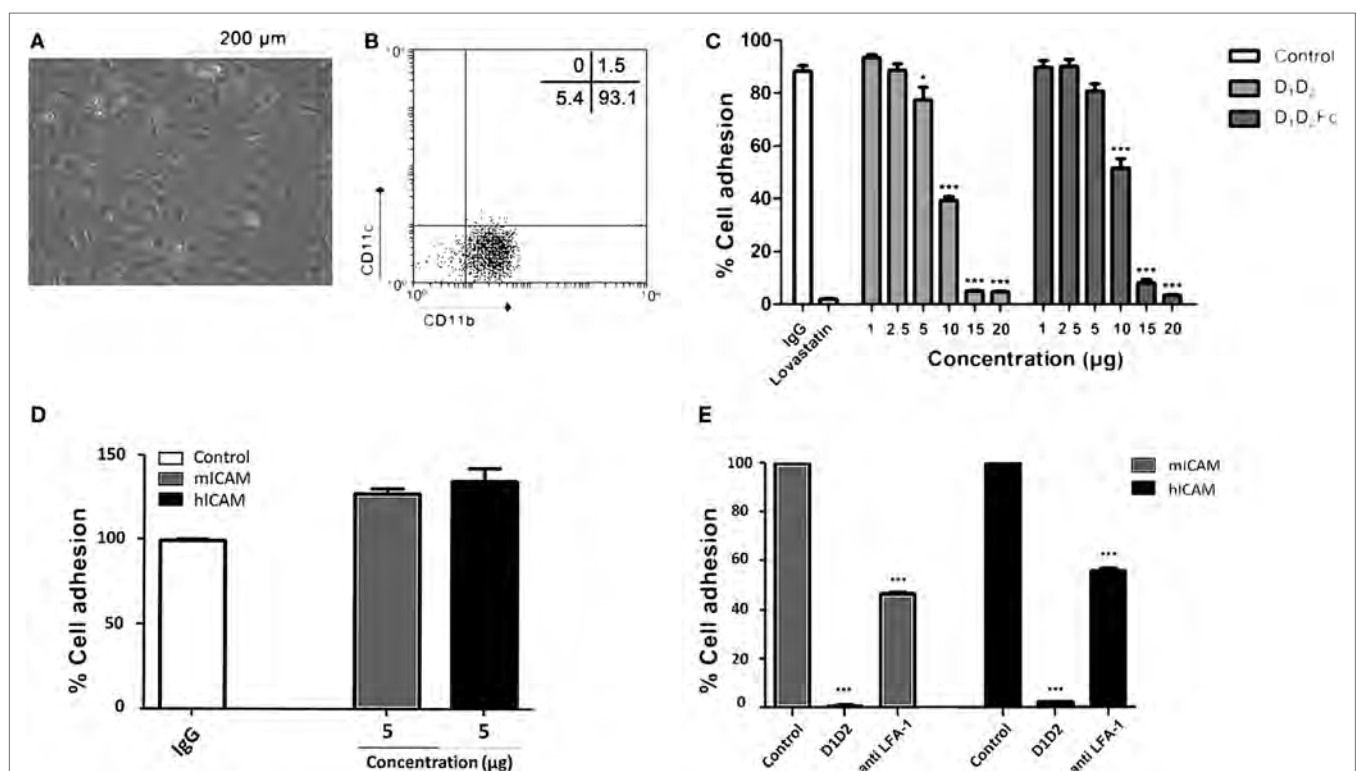 A
200 µm
B
0 1.5
5.4 93.1
CD11c
CD11b
C
% Cell adhesion
100
80
60
40
20
0
*
***
***
***
***
***
***
IgG
Lovastatin
1 2.5 5 10 15 20
1 2 5 5 10 15 20
Concentration (µg)
Control
D1D2
D1D2Fc
D
% Cell adhesion
150
100
50
0
Control
mICAM
hICAM
IgG
5 5
Concentration (µg)
E
% Cell adhesion
100
80
60
40
20
0
***
***
***
***
mICAM
hICAM
Control
D1D2
anti LFA-1
Control
D1D2
anti LFA-1